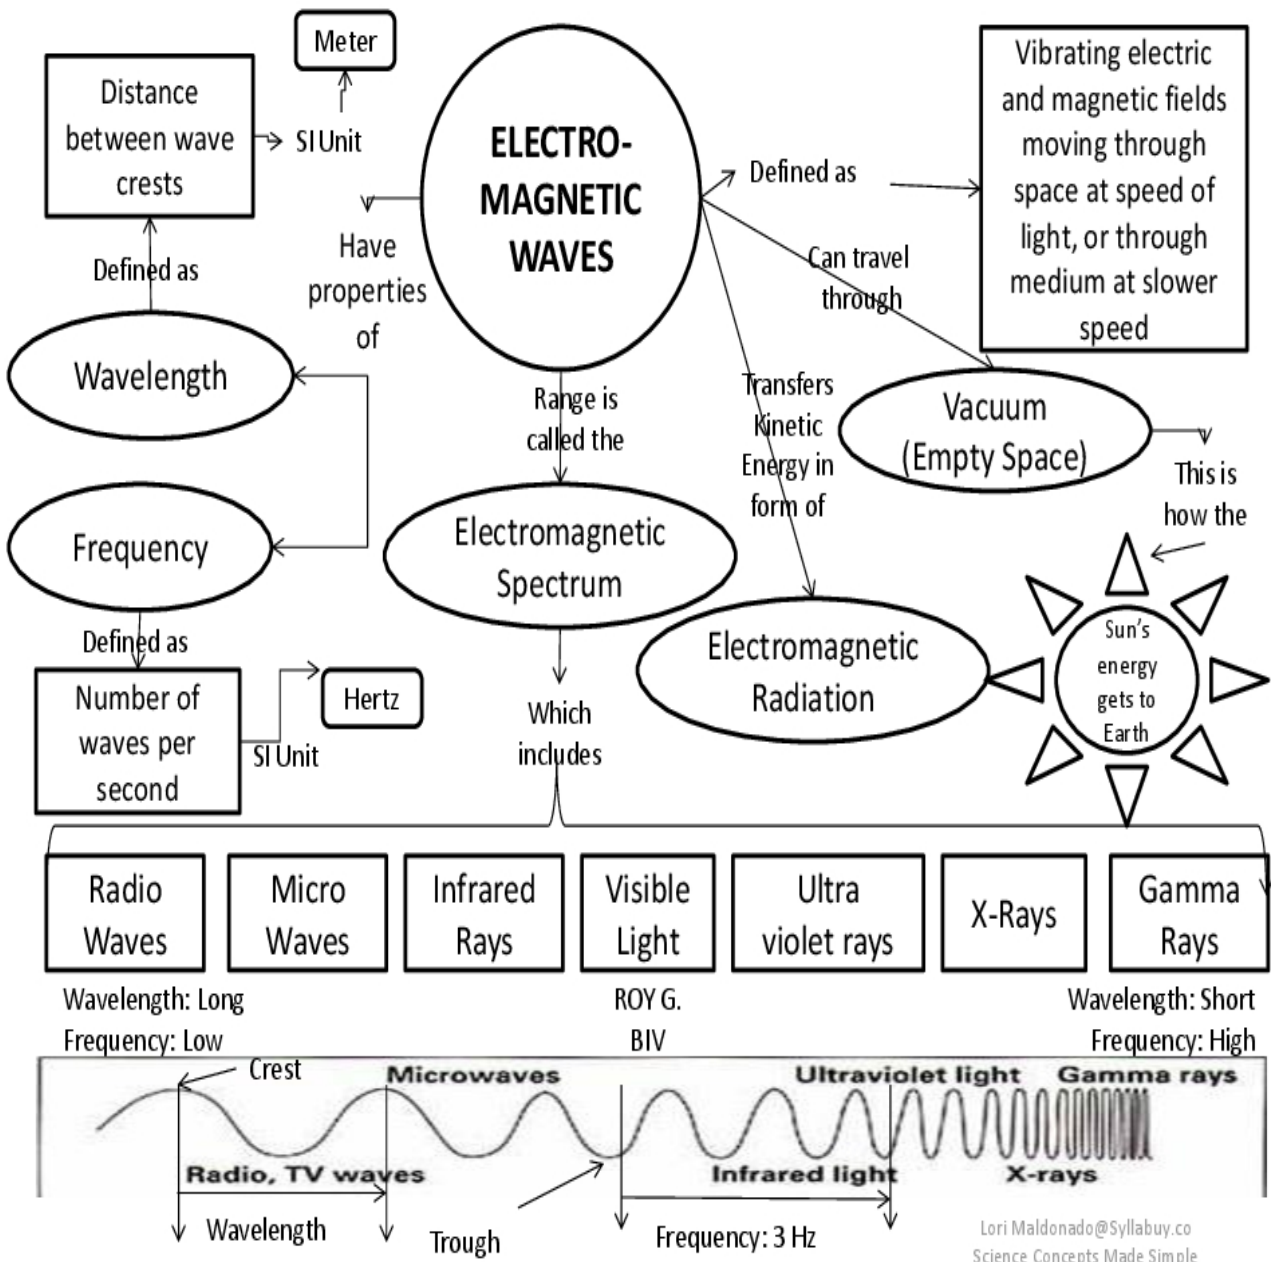 Meter
Distance
between wave
crests
SI Unit
ELECTRO-
MAGNETIC
WAVES
Defined as
Vibrating electric
and magnetic fields
moving through
space at speed of
light, or through
medium at slower
speed
Have
properties
of
Defined as
Can travel
through
Wavelength
Range is
called the
Transfers
Kinetic
Energy in
form of
Vacuum
(Empty Space)
This is
how the
Frequency
Electromagnetic
Spectrum
Defined as
Electromagnetic
Radiation
Sun's
energy
gets to
Earth
Number of
waves per
second
SI Unit
Hertz
Which
includes
Radio
Waves
Micro
Waves
Infrared
Rays
Visible
Light
Ultra
violet rays
X-Rays
Gamma
Rays
Wavelength: Long
Frequency: Low
ROY G.
BIV
Wavelength: Short
Frequency: High
Crest
Microwaves
Ultraviolet light
Gamma rays
Radio, TV waves
Infrared light
X-rays
Wavelength
Trough
Frequency: 3 Hz
Lori Maldonado@Syllabuy.co
Science Concepts Made Simple